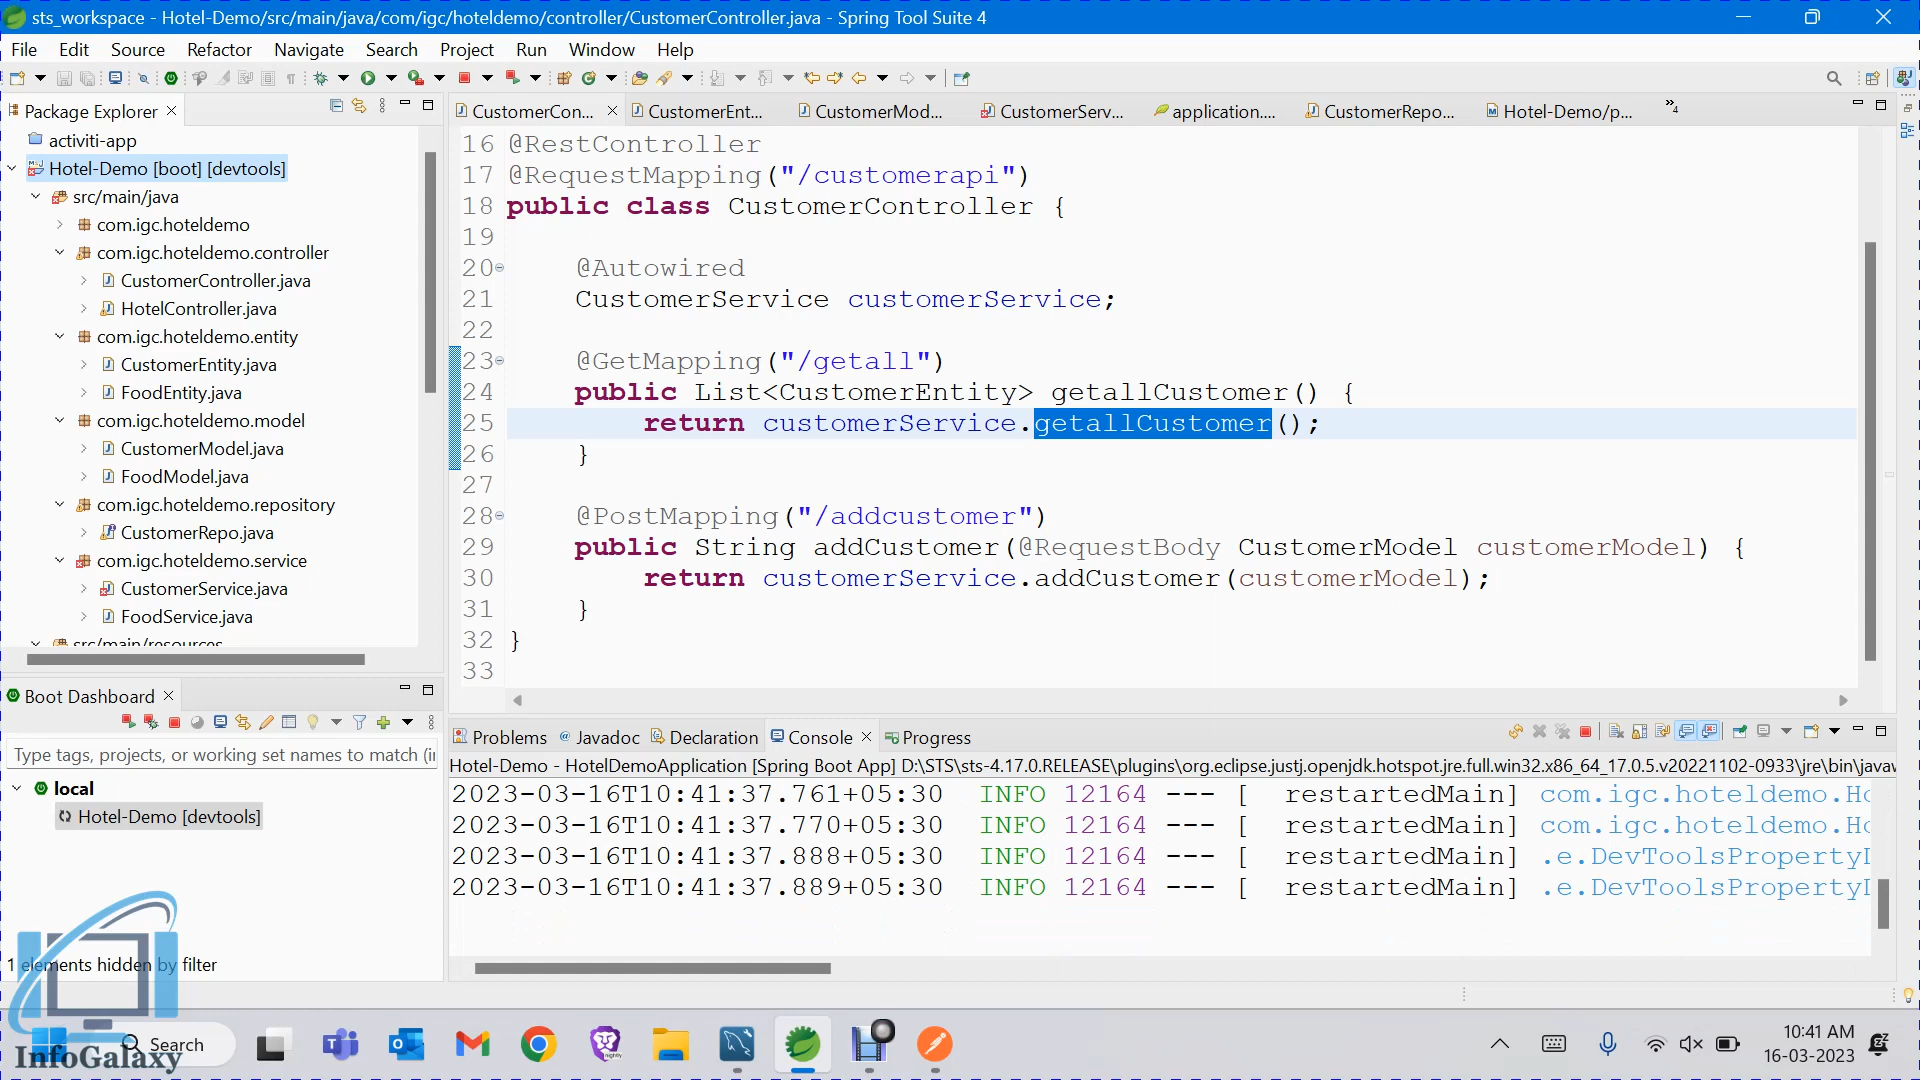 sts_workspace - Hotel-Demo/src/main/java/com/igc/hoteldemo/controller/CustomerController.java - Spring Tool Suite 4
File Edit Source Refactor Navigate Search Project Run Window Help
Package Explorer
activiti-app
Hotel-Demo [boot] [devtools]
src/main/java
com.igc.hoteldemo
com.igc.hoteldemo.controller
CustomerController.java
HotelController.java
com.igc.hoteldemo.entity
CustomerEntity.java
FoodEntity.java
com.igc.hoteldemo.model
CustomerModel.java
FoodModel.java
com.igc.hoteldemo.repository
CustomerRepo.java
com.igc.hoteldemo.service
CustomerService.java
FoodService.java
src/main/resources
CustomerCon... CustomerEnt... CustomerMod... CustomerServ... application.... CustomerRepo... Hotel-Demo/p... »4
16 @RestController
17 @RequestMapping("/customerapi")
18 public class CustomerController {
19
20 @Autowired
21 CustomerService customerService;
22
23 @GetMapping("/getall")
24 public List<CustomerEntity> getallCustomer() {
25 return customerService.getallCustomer();
26 }
27
28 @PostMapping("/addcustomer")
29 public String addCustomer(@RequestBody CustomerModel customerModel) {
30 return customerService.addCustomer(customerModel);
31 }
32 }
33
Boot Dashboard
Type tags, projects, or working set names to match (i
local
Hotel-Demo [devtools]
1 elements hidden by filter
Problems @ Javadoc Declaration Console Progress
Hotel-Demo - HotelDemoApplication [Spring Boot App] D:\STS\sts-4.17.0.RELEASE\plugins\org.eclipse.justj.openjdk.hotspot.jre.full.win32.x86_64_17.0.5.v20221102-0933\jre\bin\javaw
2023-03-16T10:41:37.761+05:30 INFO 12164 --- [ restartedMain] com.igc.hoteldemo.Ho
2023-03-16T10:41:37.770+05:30 INFO 12164 --- [ restartedMain] com.igc.hoteldemo.Ho
2023-03-16T10:41:37.888+05:30 INFO 12164 --- [ restartedMain] .e.DevToolsPropertyD
2023-03-16T10:41:37.889+05:30 INFO 12164 --- [ restartedMain] .e.DevToolsPropertyD
InfoGalaxy
Search
10:41 AM
16-03-2023